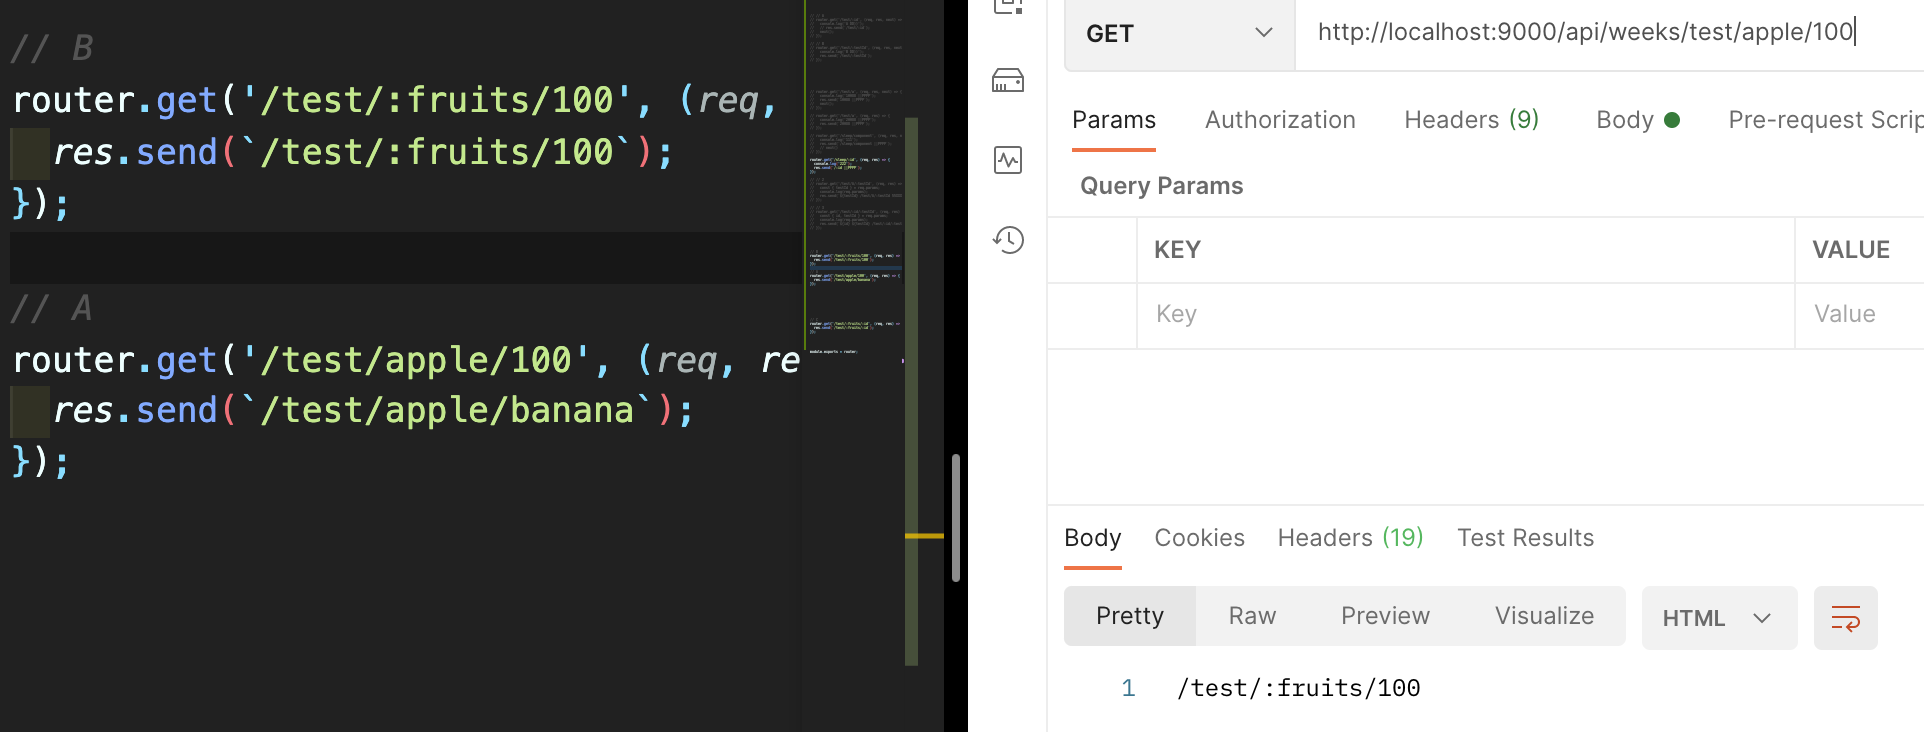 // B
router.get('/test/:fruits/100', (req,
res.send(`/test/:fruits/100`);
});
// A
router.get('/test/apple/100', (req, re
res.send(`/test/apple/banana`);
});
GET
http://localhost:9000/api/weeks/test/apple/100
Params Authorization Headers (9) Body Pre-request Scrip
Query Params
KEY VALUE
Key Value
Body Cookies Headers (19) Test Results
Pretty Raw Preview Visualize HTML
1 /test/:fruits/100